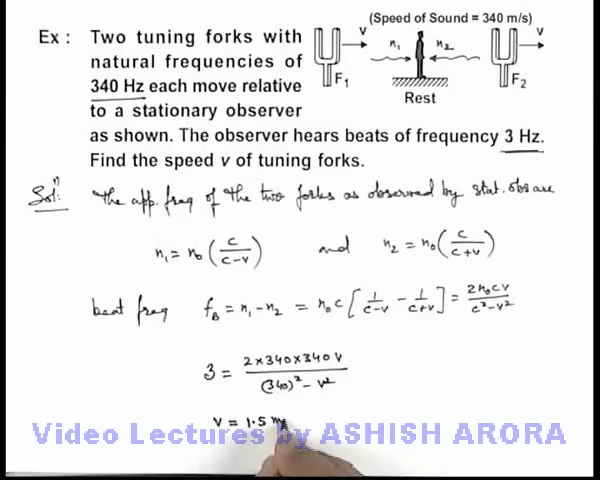 (Speed of Sound = 340 m/s)
Ex : Two tuning forks with
natural frequencies of
340 Hz each move relative
to a stationary observer
as shown. The observer hears beats of frequency 3 Hz.
Find the speed v of tuning forks.
v n₁ n₂ v
F₁ F₂
Rest
Solⁿ: The app. freq of the two forks as observed by stat. obs are
n₁ = n₀ (c/(c-v)) and n₂ = n₀ (c/(c+v))
beat freq f_B = n₁ - n₂ = n₀c [1/(c-v) - 1/(c+v)] = 2n₀cv/(c²-v²)
3 = (2×340×340 v)/((340)² - v²)
v = 1.5 m
Video Lectures by ASHISH ARORA